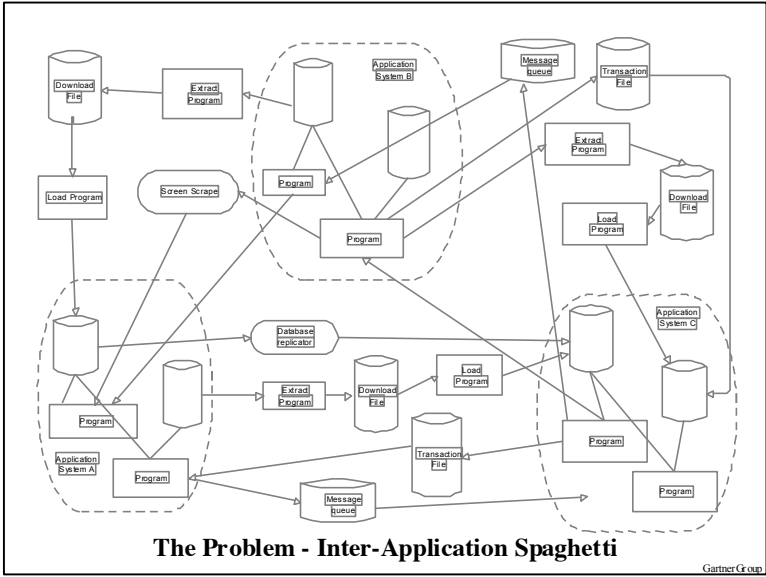 Download
File
Extract
Program
Application
System B
Message
queue
Transaction
File
Extract
Program
Load Program
Screen Scrape
Program
Download
File
Load
Program
Program
Application
System C
Database
replicator
Load
Program
Extract
Program
Download
File
Program
Program
Application
System A
Transaction
File
Program
Program
Message
queue
The Problem - Inter-Application Spaghetti
Gartner Group